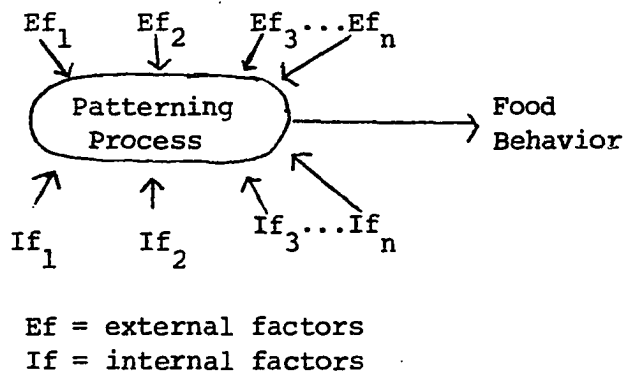 Ef1 Ef2 Ef3...Efn
Patterning
Process
Food
Behavior
If1 If2 If3...Ifn
Ef = external factors
If = internal factors